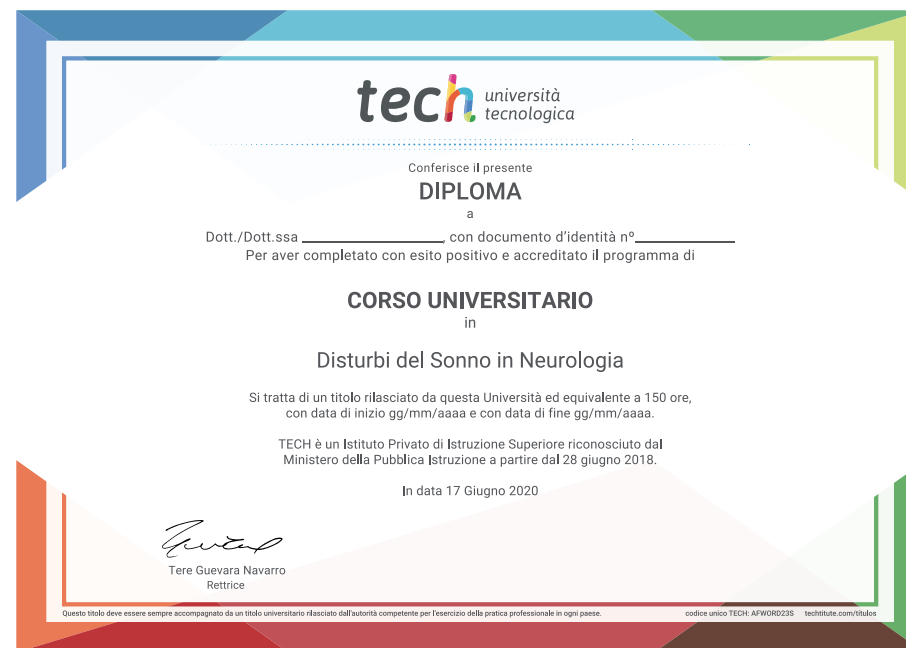 tech università
tecnologica
Conferisce il presente
DIPLOMA
a
Dott./Dott.ssa ____________________, con documento d'identità nº______________
Per aver completato con esito positivo e accreditato il programma di
CORSO UNIVERSITARIO
in
Disturbi del Sonno in Neurologia
Si tratta di un titolo rilasciato da questa Università ed equivalente a 150 ore,
con data di inizio gg/mm/aaaa e con data di fine gg/mm/aaaa.
TECH è un Istituto Privato di Istruzione Superiore riconosciuto dal
Ministero della Pubblica Istruzione a partire dal 28 giugno 2018.
In data 17 Giugno 2020
Tere Guevara Navarro
Rettrice
Questo titolo deve essere sempre accompagnato da un titolo universitario rilasciato dall'autorità competente per l'esercizio della pratica professionale in ogni paese. codice unico TECH: AFWORD23S techtitute.com/titulos